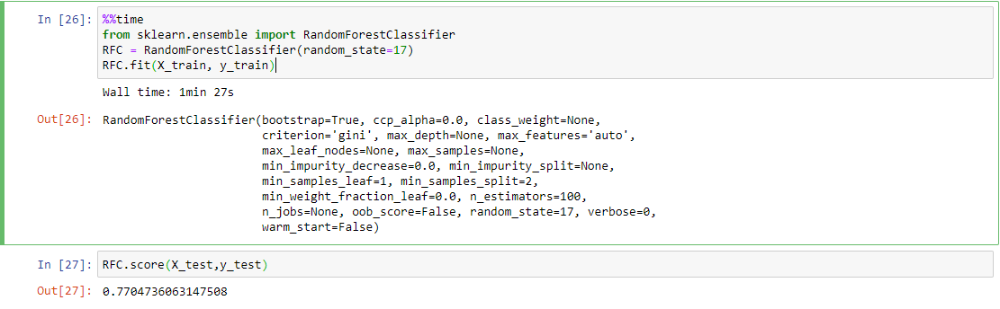 In [26]: %%time
from sklearn.ensemble import RandomForestClassifier
RFC = RandomForestClassifier(random_state=17)
RFC.fit(X_train, y_train)
Wall time: 1min 27s
Out[26]: RandomForestClassifier(bootstrap=True, ccp_alpha=0.0, class_weight=None,
criterion='gini', max_depth=None, max_features='auto',
max_leaf_nodes=None, max_samples=None,
min_impurity_decrease=0.0, min_impurity_split=None,
min_samples_leaf=1, min_samples_split=2,
min_weight_fraction_leaf=0.0, n_estimators=100,
n_jobs=None, oob_score=False, random_state=17, verbose=0,
warm_start=False)
In [27]: RFC.score(X_test,y_test)
Out[27]: 0.7704736063147508